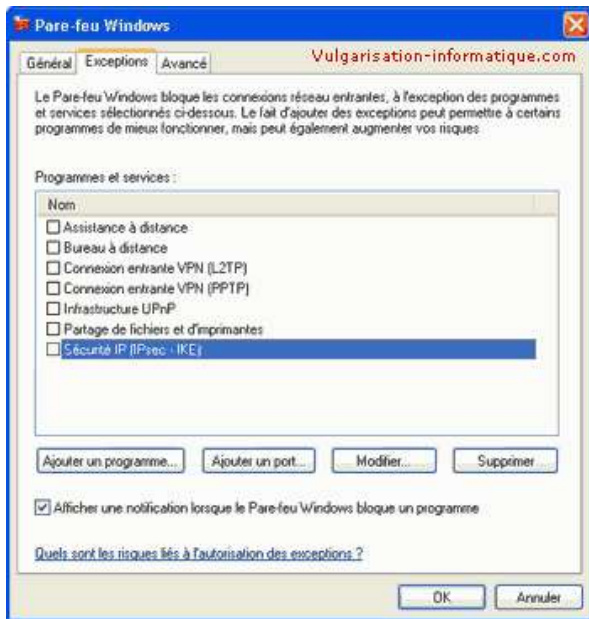 Pare-feu Windows
Général Exceptions Avancé
Vulgarisation-informatique.com
Le Pare-feu Windows bloque les connexions réseau entrantes, à l'exception des programmes
et services sélectionnés ci-dessous. Le fait d'ajouter des exceptions peut permettre à certains
programmes de mieux fonctionner, mais peut également augmenter vos risques
Programmes et services :
Nom
Assistance à distance
Bureau à distance
Connexion entrante VPN (L2TP)
Connexion entrante VPN (PPTP)
Infrastructure UPnP
Partage de fichiers et d'imprimantes
Sécurité IP (IPsec - IKE)
Ajouter un programme... Ajouter un port... Modifier... Supprimer
Afficher une notification lorsque le Pare-feu Windows bloque un programme
Quels sont les risques liés à l'autorisation des exceptions ?
OK Annuler